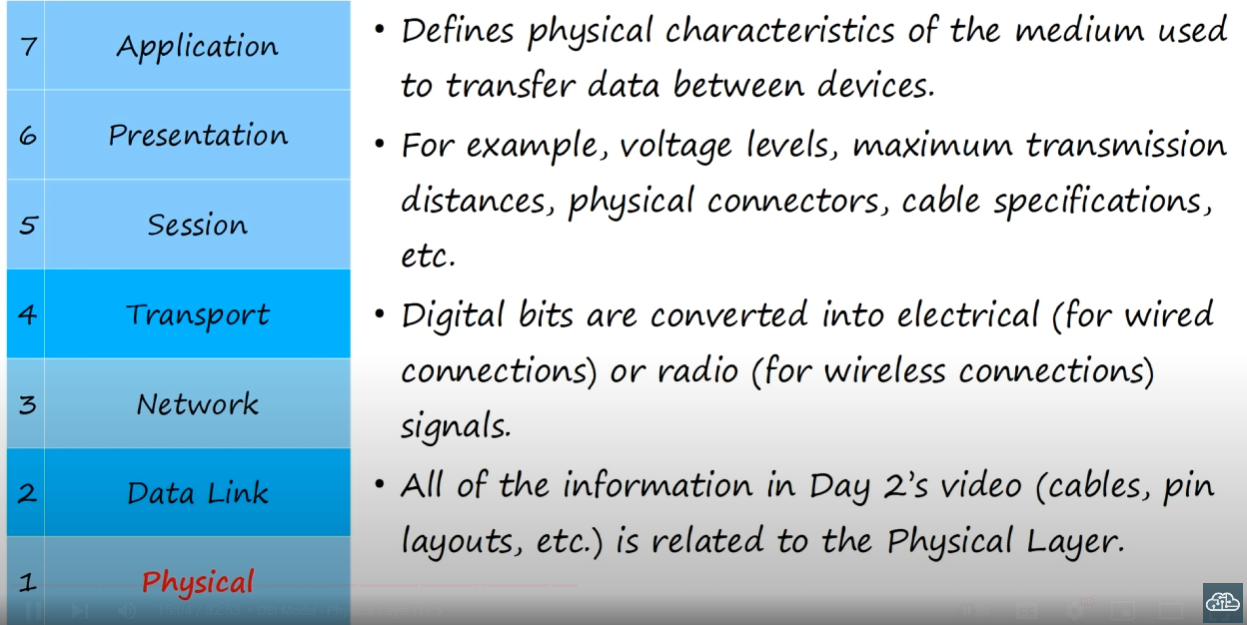 7 Application
6 Presentation
5 Session
4 Transport
3 Network
2 Data Link
1 Physical
• Defines physical characteristics of the medium used
to transfer data between devices.
• For example, voltage levels, maximum transmission
distances, physical connectors, cable specifications,
etc.
• Digital bits are converted into electrical (for wired
connections) or radio (for wireless connections)
signals.
• All of the information in Day 2's video (cables, pin
layouts, etc.) is related to the Physical Layer.